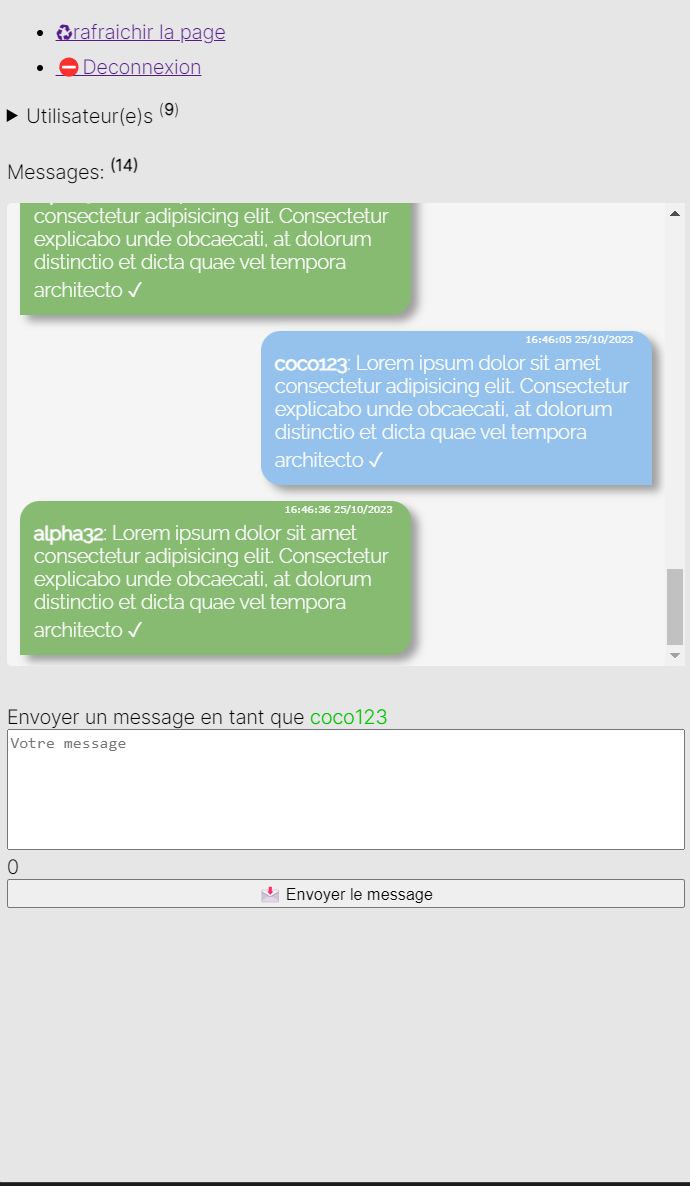 ♻rafraichir la page
⛔Deconnexion
Utilisateur(e)s (9)
Messages: (14)
consectetur adipisicing elit. Consectetur
explicabo unde obcaecati, at dolorum
distinctio et dicta quae vel tempora
architecto ✓
16:46:05 25/10/2023
coco123: Lorem ipsum dolor sit amet
consectetur adipisicing elit. Consectetur
explicabo unde obcaecati, at dolorum
distinctio et dicta quae vel tempora
architecto ✓
16:46:36 25/10/2023
alpha32: Lorem ipsum dolor sit amet
consectetur adipisicing elit. Consectetur
explicabo unde obcaecati, at dolorum
distinctio et dicta quae vel tempora
architecto ✓
Envoyer un message en tant que coco123
Votre message
0
📩 Envoyer le message